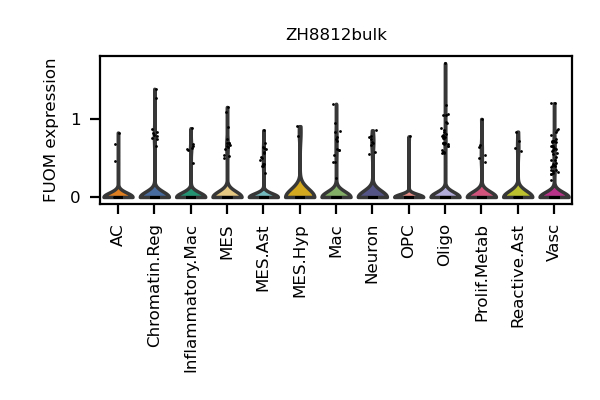 ZH8812bulk
FUOM expression
1
0
AC
Chromatin.Reg
Inflammatory.Mac
MES
MES.Ast
MES.Hyp
Mac
Neuron
OPC
Oligo
Prolif.Metab
Reactive.Ast
Vasc